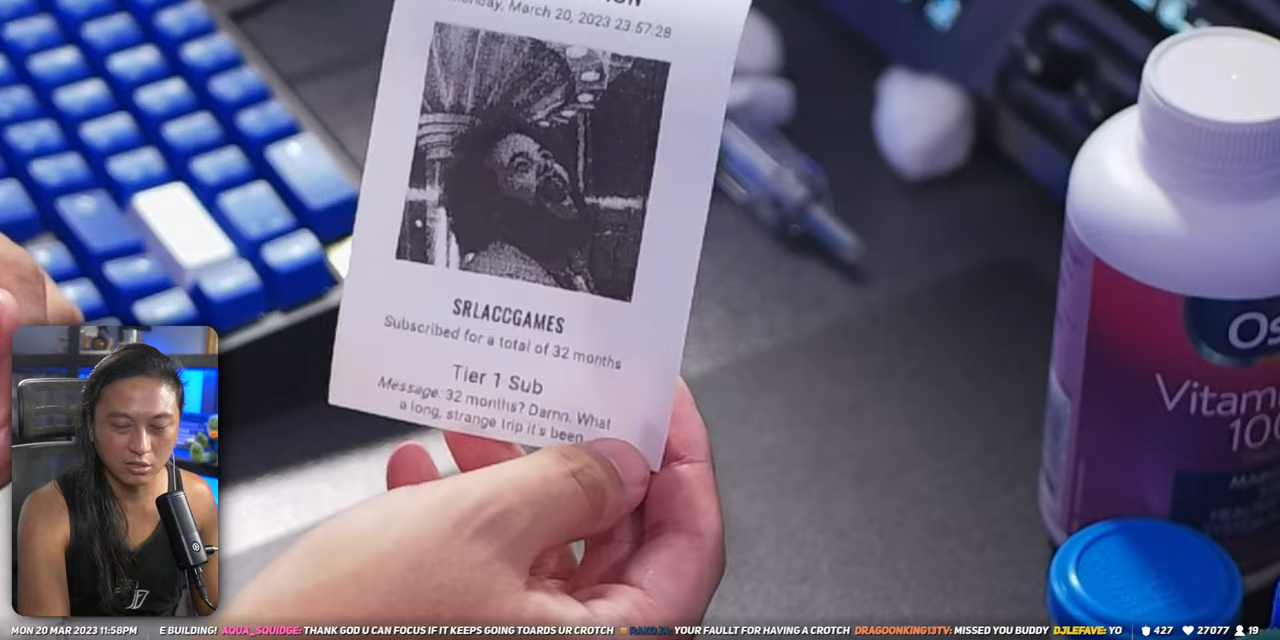 March 20, 2023 23:57:28
SRLACCGAMES
Subscribed for a total of 32 months
Tier 1 Sub
Message: 32 months? Damn. What
a long, strange trip it's been
Vitam
MON 20 MAR 2023 11:58PM E BUILDING! AQUA_SQUIDGE: THANK GOD U CAN FOCUS IF IT KEEPS GOING TOARDS UR CROTCH YOUR FAULLT FOR HAVING A CROTCH DRAGOONKING13TV: MISSED YOU BUDDY DJLEFAVE: YO 427 27077 19